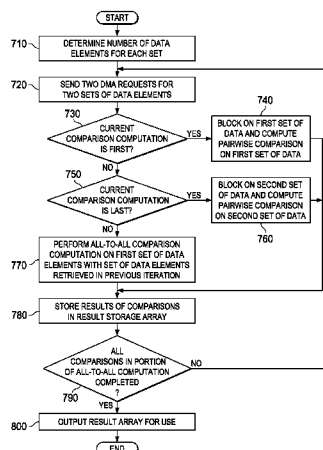 START
710
DETERMINE NUMBER OF DATA
ELEMENTS FOR EACH SET
720
SEND TWO DMA REQUESTS FOR
TWO SETS OF DATA ELEMENTS
730
CURRENT
COMPARISON COMPUTATION
IS FIRST?
YES
740
BLOCK ON FIRST SET OF
DATA AND COMPUTE
PAIRWISE COMPARISON
ON FIRST SET OF DATA
NO
750
CURRENT
COMPARISON COMPUTATION
IS LAST?
YES
BLOCK ON SECOND SET
OF DATA AND COMPUTE
PAIRWISE COMPARISON
ON SECOND SET OF DATA
760
NO
770
PERFORM ALL-TO-ALL COMPARISON
COMPUTATION ON FIRST SET OF DATA
ELEMENTS WITH SET OF DATA ELEMENTS
RETRIEVED IN PREVIOUS ITERATION
780
STORE RESULTS OF COMPARISONS
IN RESULT STORAGE ARRAY
ALL
COMPARISONS IN PORTION
OF ALL-TO-ALL COMPUTATION
COMPLETED
?
NO
790
YES
800
OUTPUT RESULT ARRAY FOR USE
END